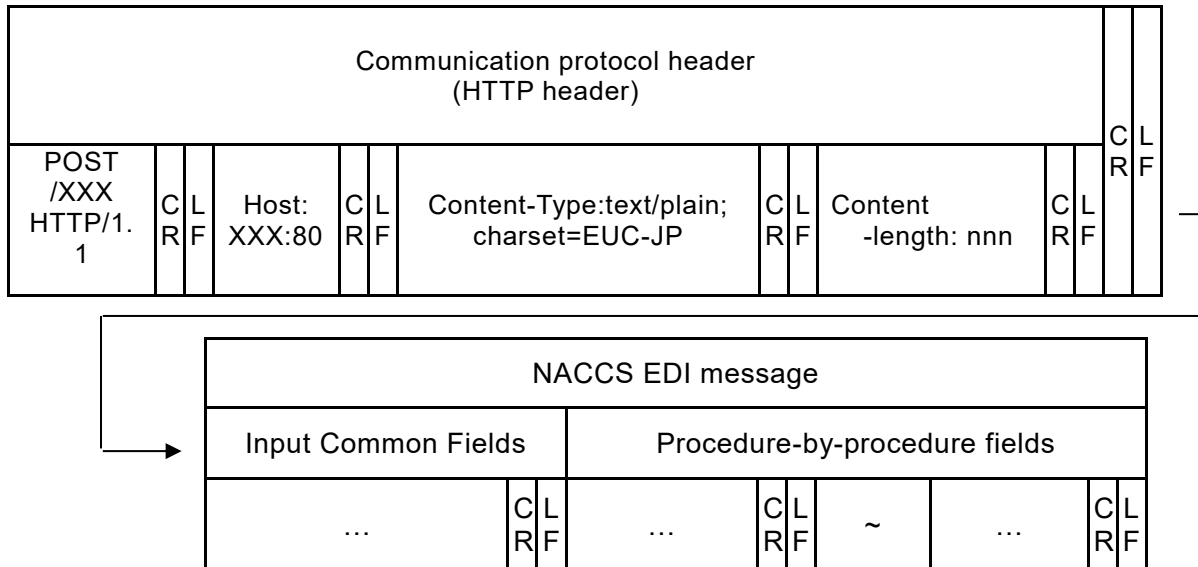 Communication protocol header
(HTTP header)
C L
R F
POST
/XXX
HTTP/1.
1
C L
R F
Host:
XXX:80
C L
R F
Content-Type:text/plain;
charset=EUC-JP
C L
R F
Content
-length: nnn
C L
R F
NACCS EDI message
Input Common Fields
Procedure-by-procedure fields
…
C L
R F
…
C L
R F
~
…
C L
R F